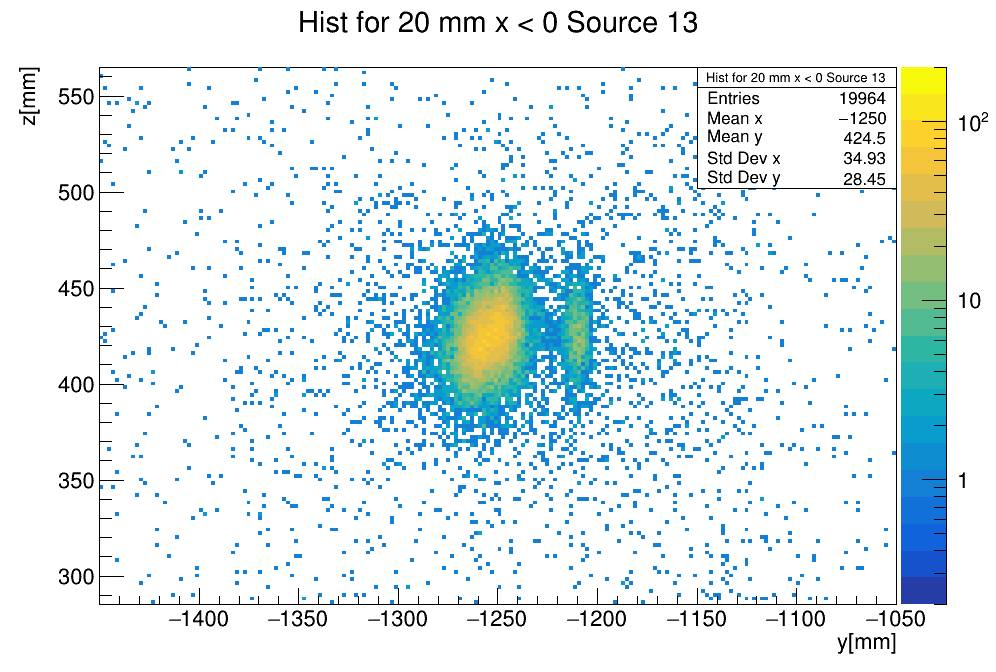 Hist for 20 mm x < 0 Source 13
z[mm]
Hist for 20 mm x < 0 Source 13
Entries 19964
Mean x −1250
Mean y 424.5
Std Dev x 34.93
Std Dev y 28.45
550
500
450
400
350
300
10²
10
1
−1400 −1350 −1300 −1250 −1200 −1150 −1100 −1050
y[mm]